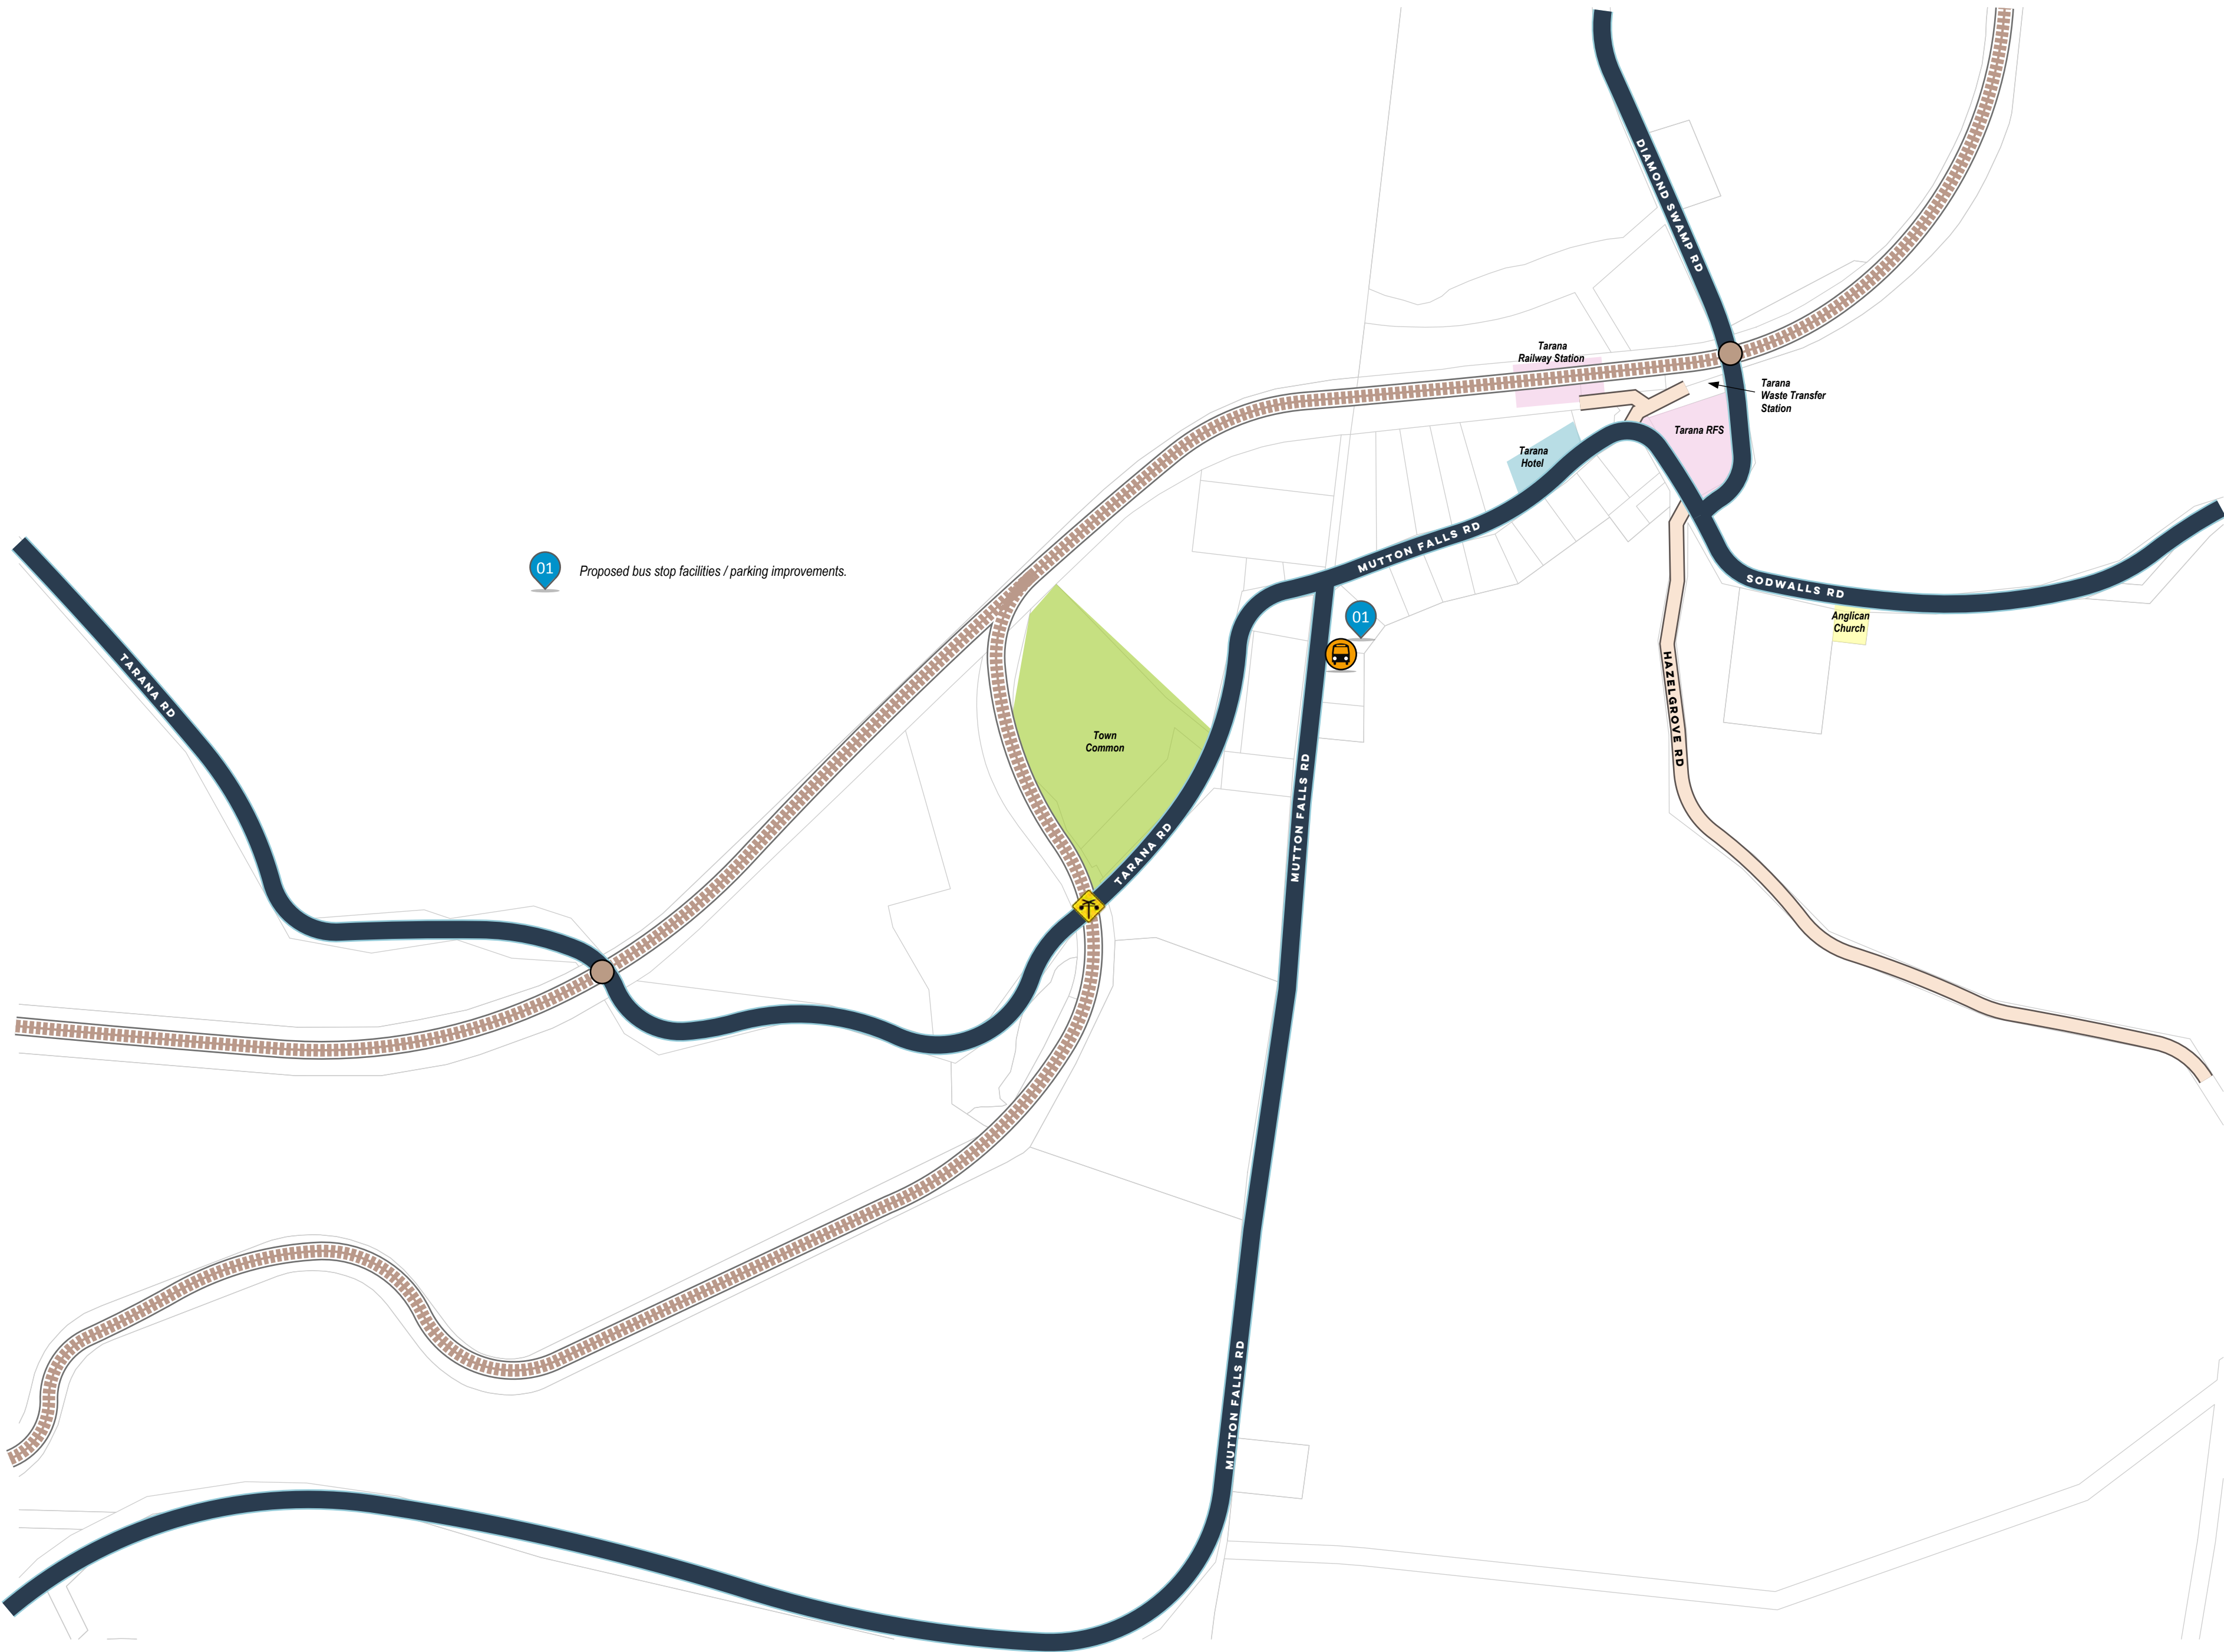 DIAMOND SWAMP RD
Tarana
Railway Station
Tarana
Waste Transfer
Station
Tarana RFS
Tarana
Hotel
MUTTON FALLS RD
01
Proposed bus stop facilities / parking improvements.
SODWALLS RD
01
Anglican
Church
TARANA RD
HAZELGROVE RD
Town
Common
MUTTON FALLS RD
TARANA RD
MUTTON FALLS RD